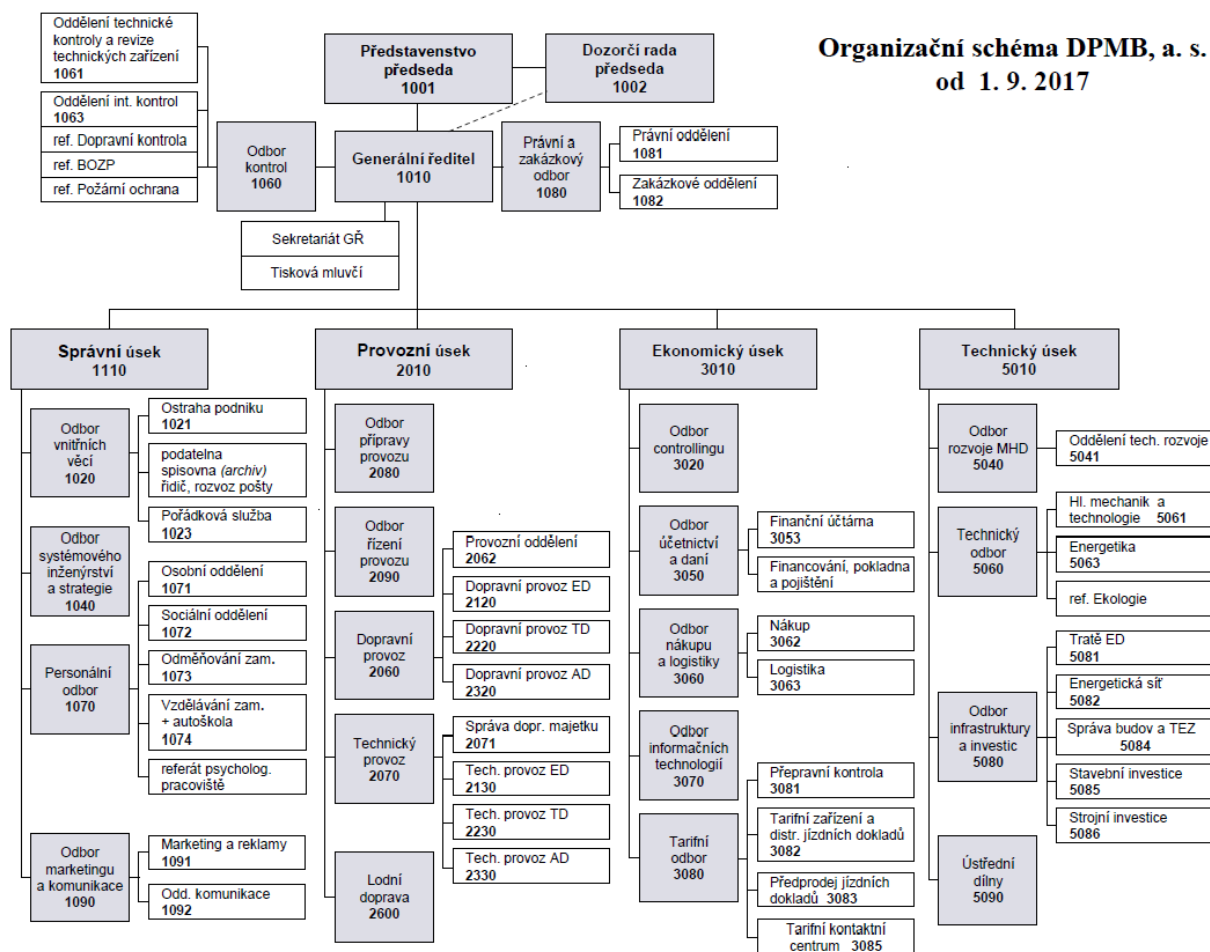 Organizační schéma DPMB, a. s.
od 1. 9. 2017
Oddělení technické
kontroly a revize
technických zařízení
1061
Oddělení int. kontrol
1063
ref. Dopravní kontrola
ref. BOZP
ref. Požární ochrana
Odbor
kontrol
1060
Představenstvo
předseda
1001
Dozorčí rada
předseda
1002
Generální ředitel
1010
Právní a
zakázkový
odbor
1080
Právní oddělení
1081
Zakázkové oddělení
1082
Sekretariát GŘ
Tisková mluvčí
Správní úsek
1110
Odbor
vnitřních
věcí
1020
Ostraha podniku
1021
podatelna
spisovna (archiv)
řidič, rozvoz pošty
Pořádková služba
1023
Odbor
systémového
inženýrství
a strategie
1040
Personální
odbor
1070
Osobní oddělení
1071
Sociální oddělení
1072
Odměňování zam.
1073
Vzdělávání zam.
+ autoškola
1074
referát psycholog.
pracoviště
Odbor
marketingu
a komunikace
1090
Marketing a reklamy
1091
Odd. komunikace
1092
Provozní úsek
2010
Odbor
přípravy
provozu
2080
Odbor
řízení
provozu
2090
Dopravní
provoz
2060
Provozní oddělení
2062
Dopravní provoz ED
2120
Dopravní provoz TD
2220
Dopravní provoz AD
2320
Technický
provoz
2070
Správa dopr. majetku
2071
Tech. provoz ED
2130
Tech. provoz TD
2230
Tech. provoz AD
2330
Lodní
doprava
2600
Ekonomický úsek
3010
Odbor
controllingu
3020
Odbor
účetnictví
a daní
3050
Finanční účtárna
3053
Financování, pokladna
a pojištění
Odbor
nákupu
a logistiky
3060
Nákup
3062
Logistika
3063
Odbor
informačních
technologií
3070
Tarifní
odbor
3080
Přepravní kontrola
3081
Tarifní zařízení a
distr. jízdních dokladů
3082
Předprodej jízdních
dokladů 3083
Tarifní kontaktní
centrum 3085
Technický úsek
5010
Odbor
rozvoje MHD
5040
Oddělení tech. rozvoje
5041
Technický
odbor
5060
Hl. mechanik a
technologie 5061
Energetika
5063
ref. Ekologie
Odbor
infrastruktury
a investic
5080
Tratě ED
5081
Energetická síť
5082
Správa budov a TEZ
5084
Stavební investice
5085
Strojní investice
5086
Ústřední
dílny
5090